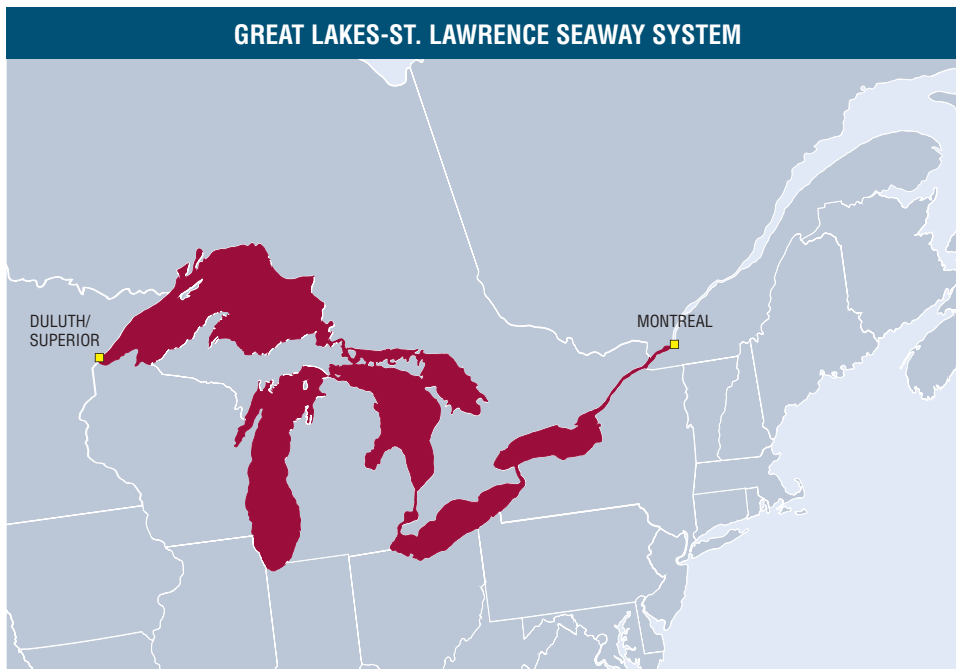 GREAT LAKES-ST. LAWRENCE SEAWAY SYSTEM
DULUTH/
SUPERIOR
MONTREAL